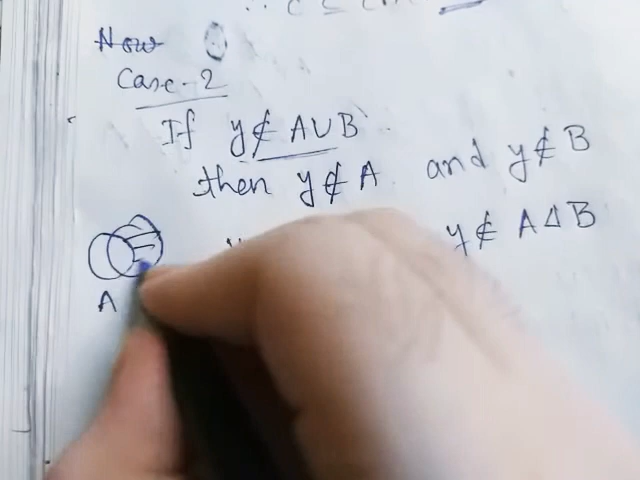 Now
Case-2
If y ∉ A∪B
then y ∉ A and y ∉ B
y ∉ A Δ B
A